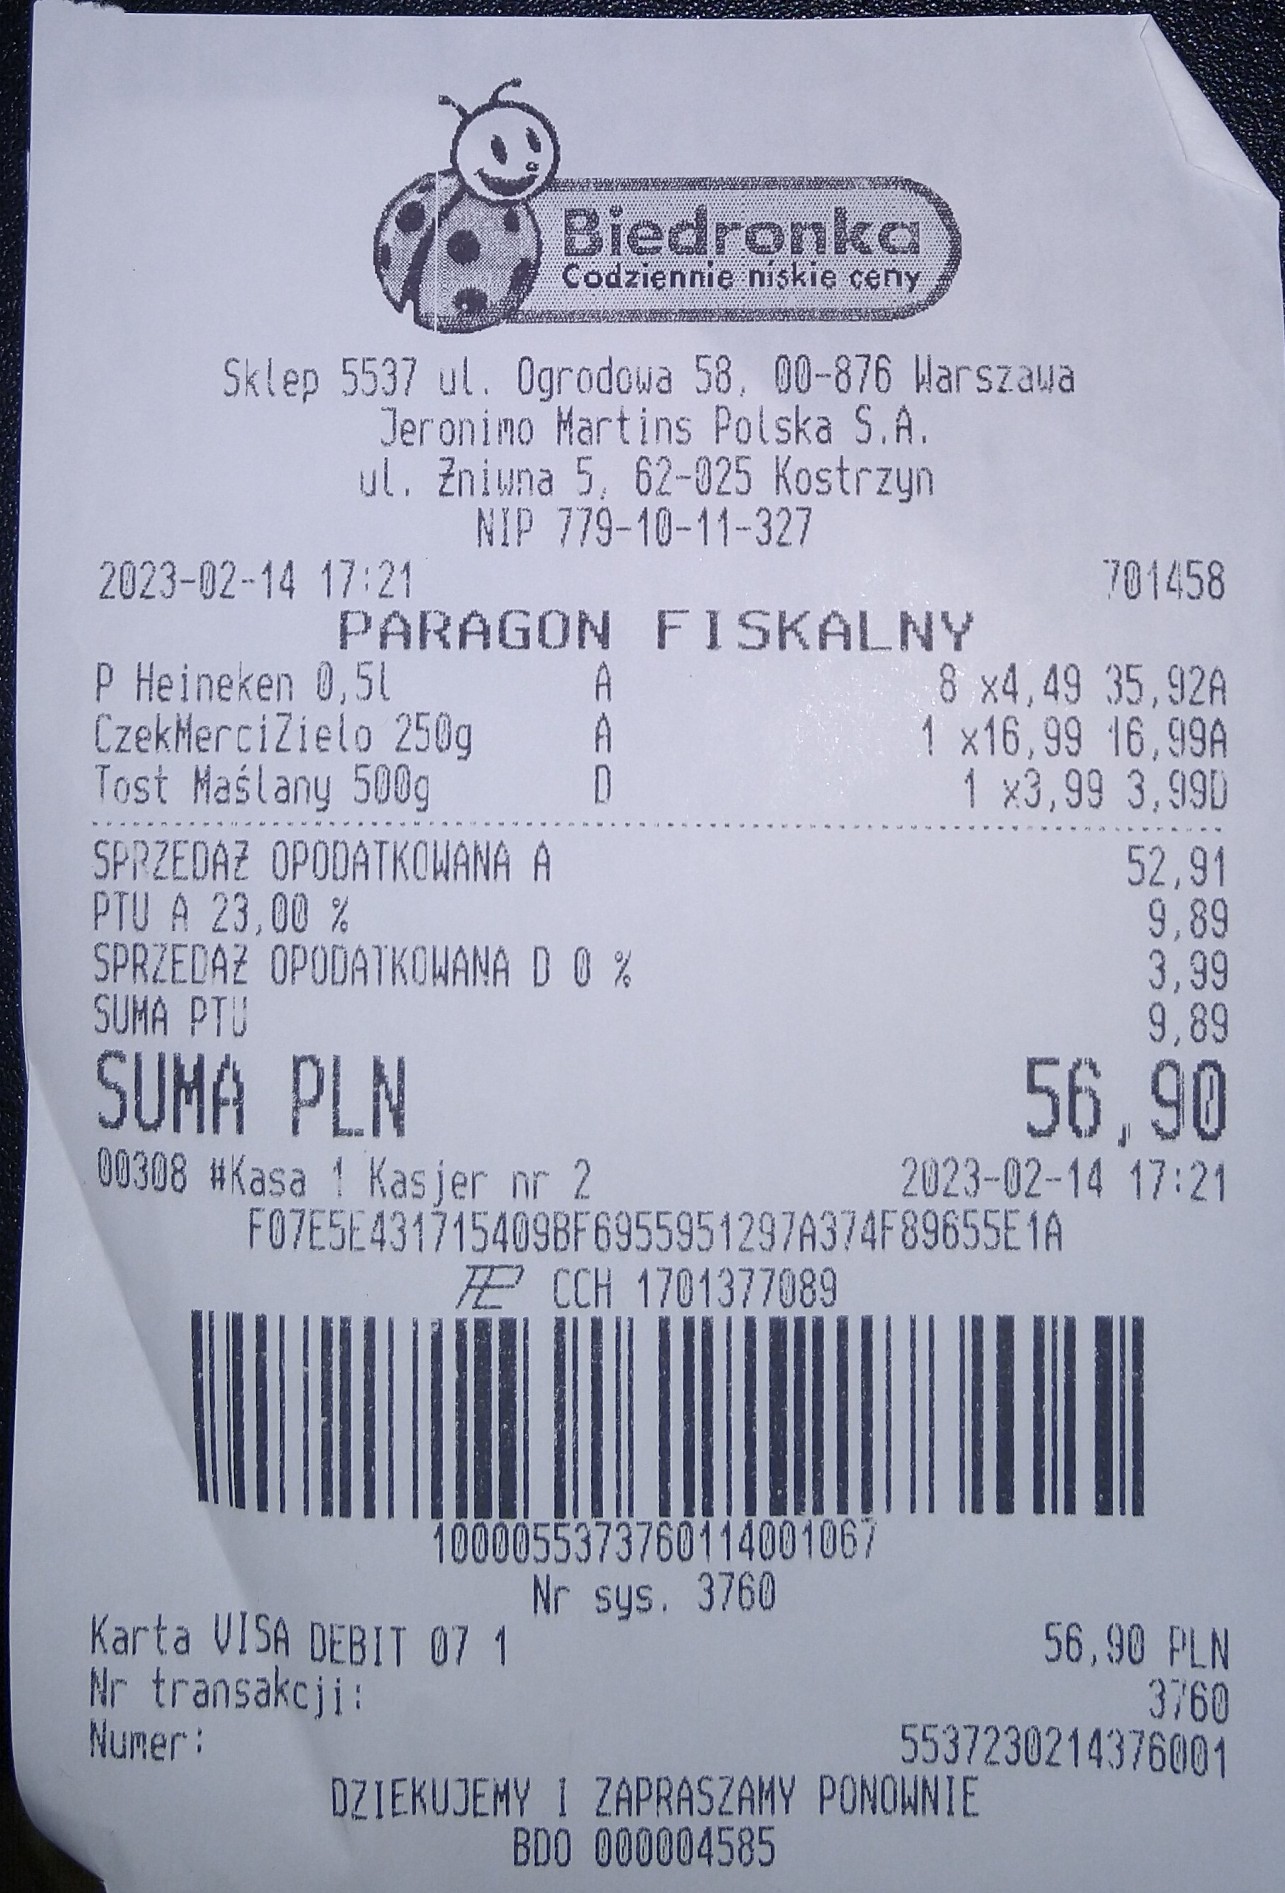 Biedronka
Codziennie niskie ceny
Sklep 5537 ul. Ogrodowa 58, 00-876 Warszawa
Jeronimo Martins Polska S.A.
ul. Żniwna 5, 62-025 Kostrzyn
NIP 779-10-11-327
2023-02-14 17:21 701458
PARAGON FISKALNY
P Heineken 0,5l A 8 x4,49 35,92A
CzekMerciZielo 250g A 1 x16,99 16,99A
Tost Maślany 500g D 1 x3,99 3,99D
SPRZEDAŻ OPODATKOWANA A 52,91
PTU A 23,00 % 9,89
SPRZEDAŻ OPODATKOWANA D 0 % 3,99
SUMA PTU 9,89
SUMA PLN 56,90
00308 #Kasa 1 Kasjer nr 2 2023-02-14 17:21
F07E5E431715409BF6955951297A374F89655E1A
CCH 1701377089
1000055373760114001067
Nr sys. 3760
Karta VISA DEBIT 07 1 56,90 PLN
Nr transakcji: 3760
Numer: 5537230214376001
DZIEKUJEMY I ZAPRASZAMY PONOWNIE
BDO 000004585